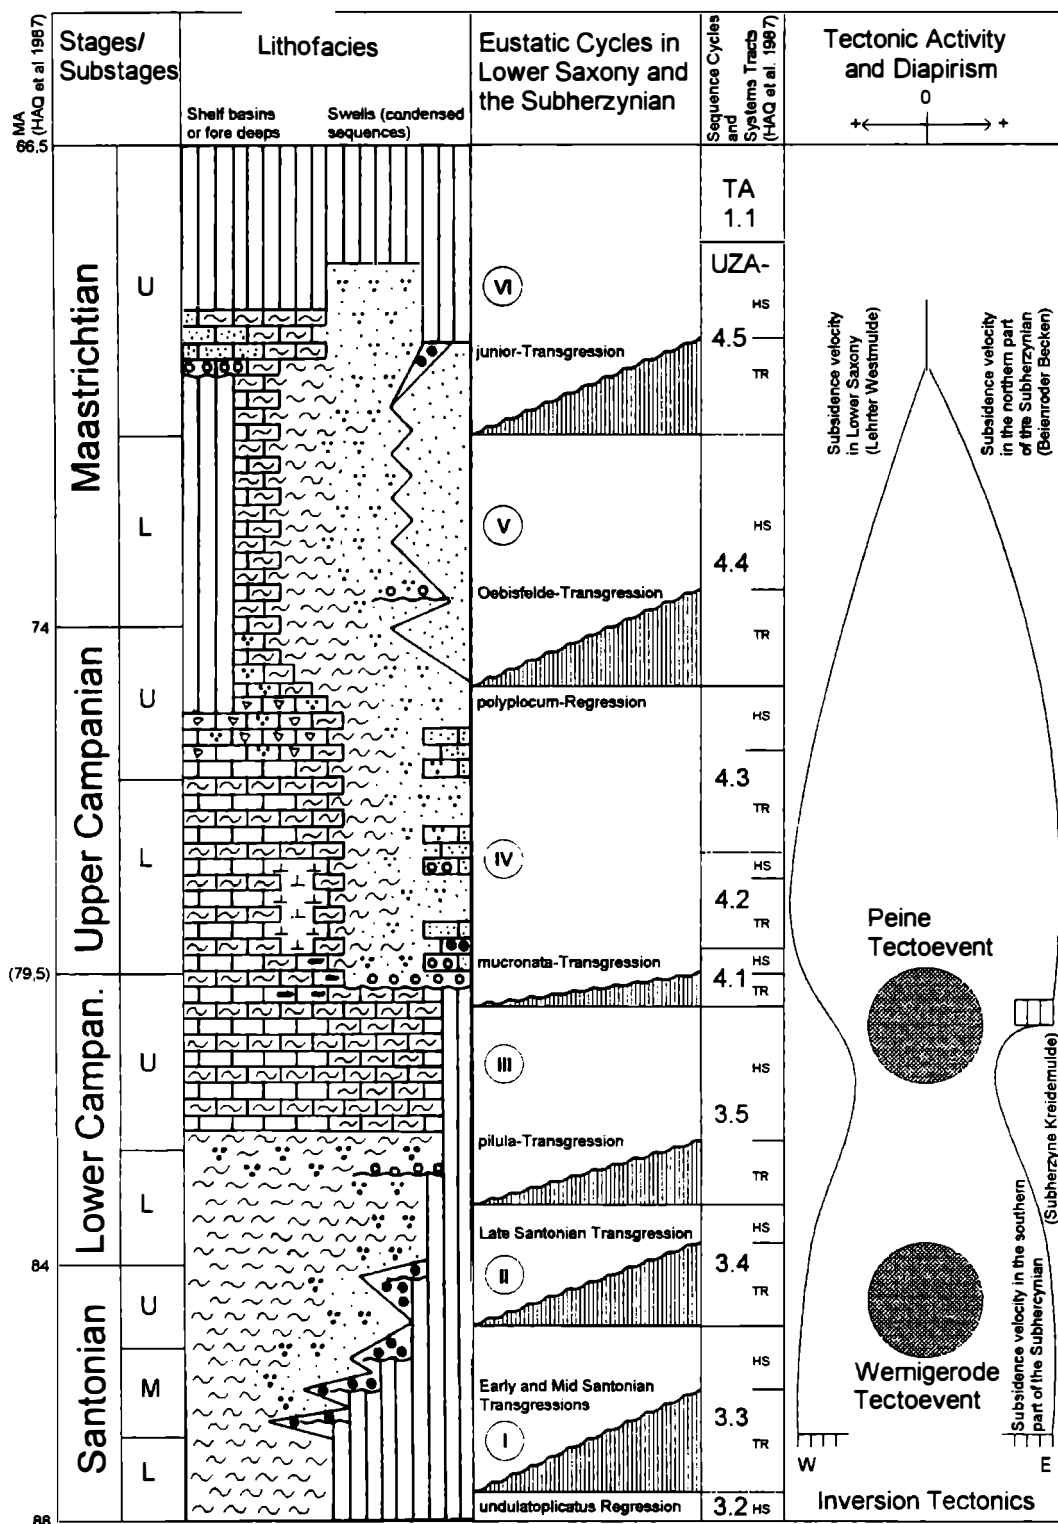 MA
(HAQ et al 1987)
Stages/
Substages
Lithofacies
Shelf basins
or fore deeps
Swells (condensed
sequences)
Eustatic Cycles in
Lower Saxony and
the Subherzynian
Sequence Cycles
and
Systems Tracts
(HAQ et al. 1987)
Tectonic Activity
and Diapirism
0
+
+
66,5
74
(79,5)
84
88
Maastrichtian
U
L
Upper Campanian
U
L
Lower Campan.
U
L
Santonian
U
M
L
VI
junior-Transgression
V
Oebisfelde-Transgression
polyplocum-Regression
IV
mucronata-Transgression
III
pilula-Transgression
Late Santonian Transgression
II
Early and Mid Santonian
Transgressions
I
undulatoplicatus Regression
TA
1.1
UZA-
HS
4.5
TR
HS
4.4
TR
HS
4.3
TR
HS
4.2
TR
HS
4.1
TR
HS
3.5
TR
HS
3.4
TR
HS
3.3
TR
3.2 HS
Subsidence velocity
in Lower Saxony
(Lehrter Westmulde)
Subsidence velocity
in the northern part
of the Subherzynian
(Beienroder Becken)
Peine
Tectoevent
Wernigerode
Tectoevent
Subsidence velocity in the southern
part of the Subhercynian
(Subherzyne Kreidemulde)
W
E
Inversion Tectonics